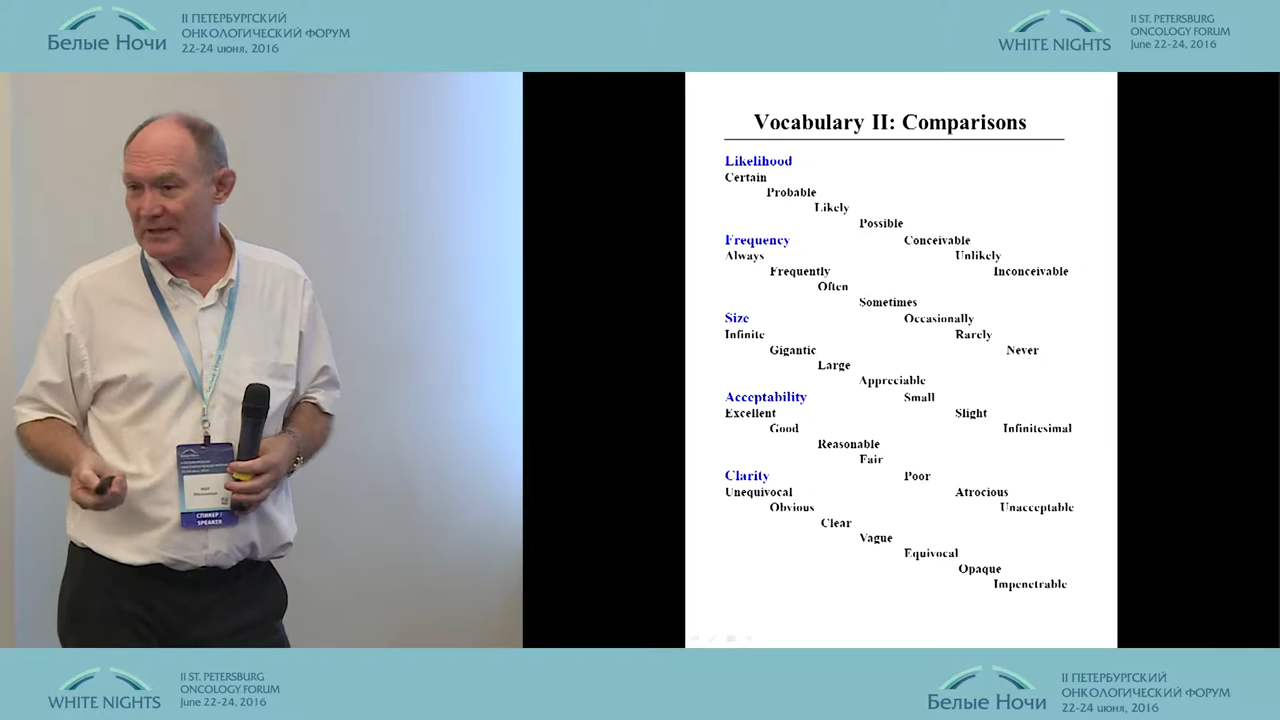 II ПЕТЕРБУРГСКИЙ
ОНКОЛОГИЧЕСКИЙ ФОРУМ
Белые Ночи
22-24 июня, 2016
II ST. PETERSBURG
ONCOLOGY FORUM
WHITE NIGHTS
June 22-24, 2016
Vocabulary II: Comparisons
Likelihood
Certain
Probable
Likely
Possible
Frequency Conceivable
Always Unlikely
Frequently Inconceivable
Often
Sometimes
Size Occasionally
Infinite Rarely
Gigantic Never
Large
Appreciable
Acceptability Small
Excellent Slight
Good Infinitesimal
Reasonable
Fair
Clarity Poor
Unequivocal Atrocious
Obvious Unacceptable
Clear
Vague
Equivocal
Opaque
Impenetrable
Белые Ночи
СПИКЕР /
SPEAKER
II ST. PETERSBURG
ONCOLOGY FORUM
WHITE NIGHTS
June 22-24, 2016
II ПЕТЕРБУРГСКИЙ
ОНКОЛОГИЧЕСКИЙ ФОРУМ
Белые Ночи
22-24 июня, 2016